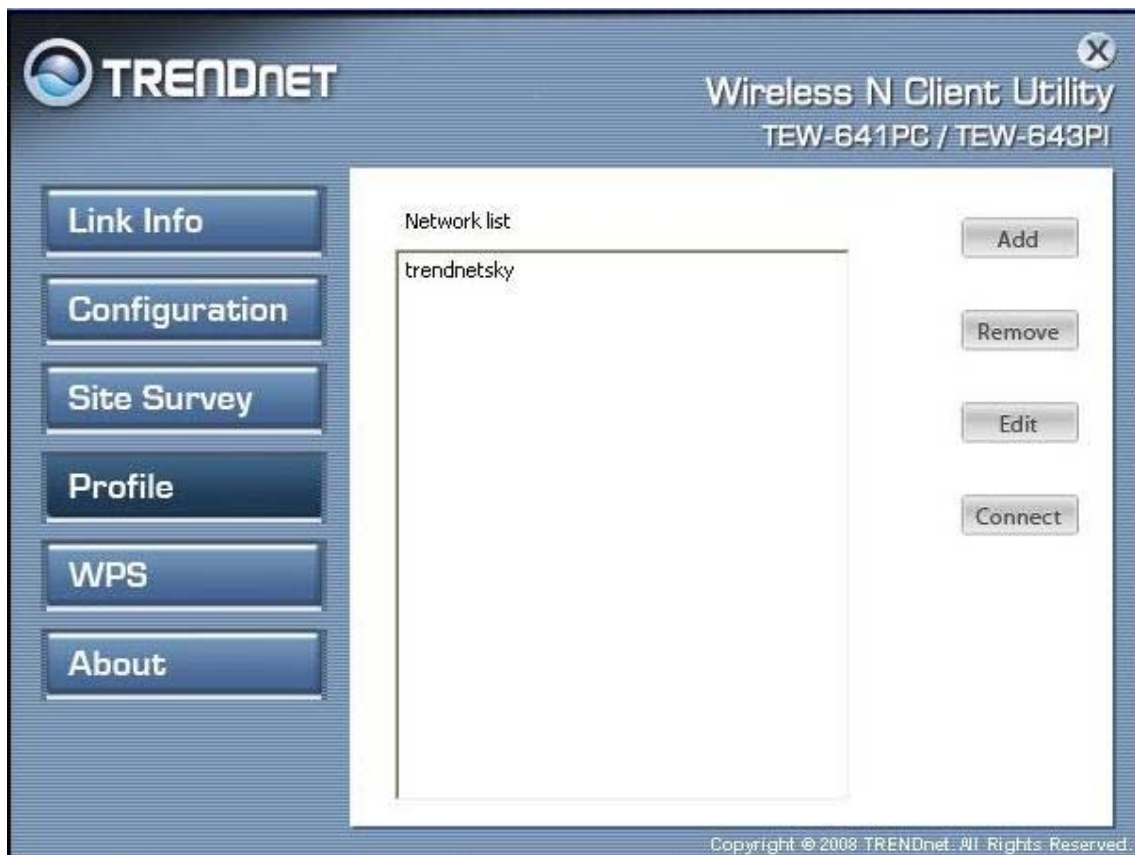 TRENDNET
Wireless N Client Utility
TEW-641PC / TEW-643PI
Link Info
Configuration
Site Survey
Profile
WPS
About
Network list
trendnetsky
Add
Remove
Edit
Connect
Copyright © 2008 TRENDnet. All Rights Reserved.